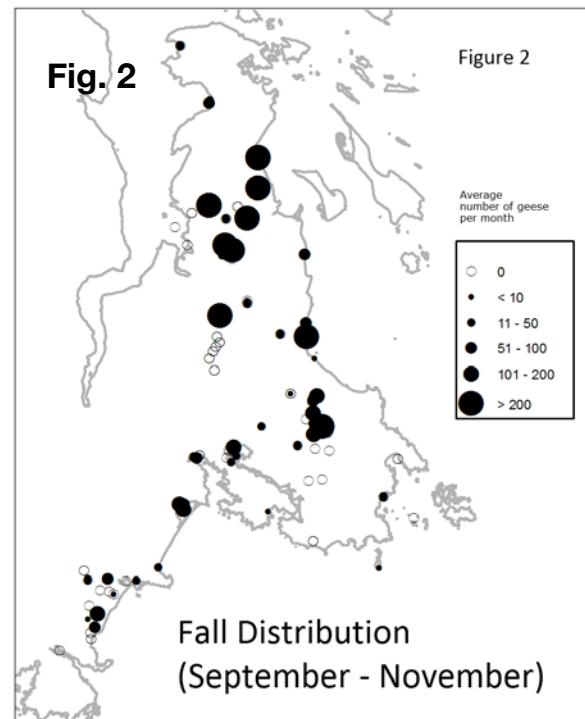 Fig. 2
Figure 2
Average
number of geese
per month
0
< 10
11 - 50
51 - 100
101 - 200
> 200
Fall Distribution
(September - November)